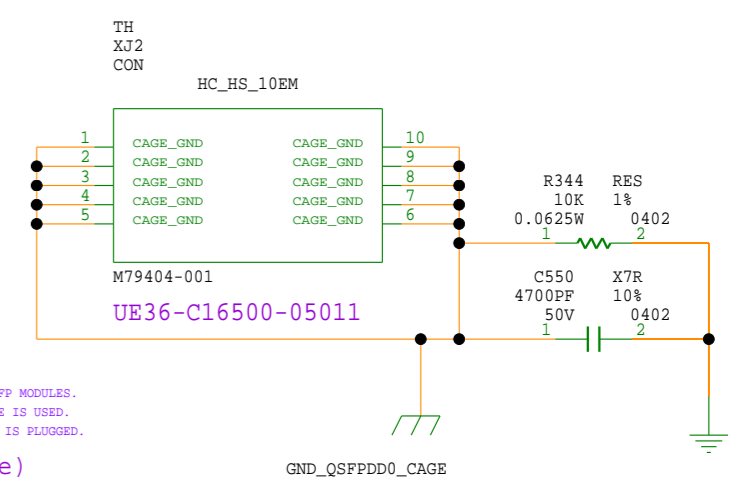 TH
XJ2
CON
HC_HS_10EM
1 CAGE_GND CAGE_GND 10
2 CAGE_GND CAGE_GND 9
3 CAGE_GND CAGE_GND 8
4 CAGE_GND CAGE_GND 7
5 CAGE_GND CAGE_GND 6
M79404-001
UE36-C16500-05011
R344 RES
10K 1%
0.0625W 0402
1 2
C550 X7R
4700PF 10%
50V 0402
1 2
FP MODULES.
E IS USED.
IS PLUGGED.
e)
GND_QSFPDD0_CAGE